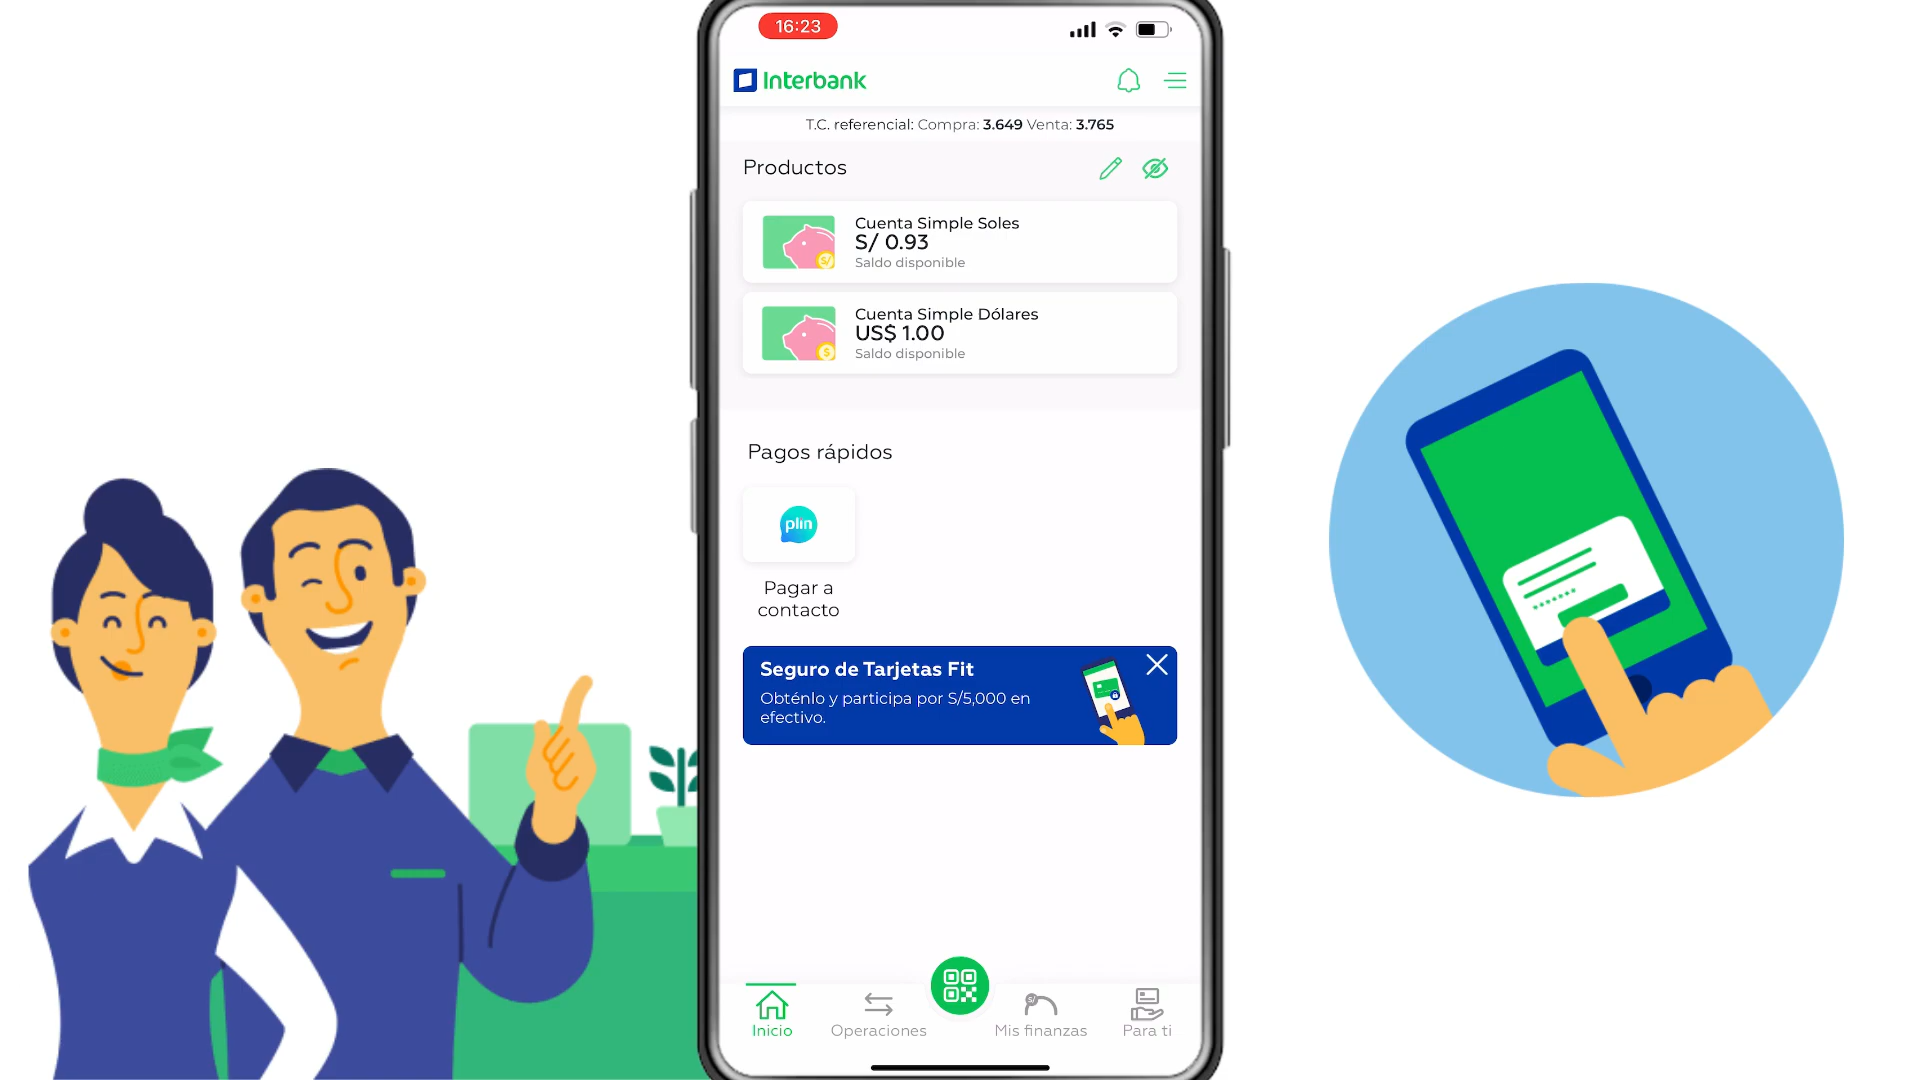 16:23
Interbank
T.C. referencial: Compra: 3.649 Venta: 3.765
Productos
Cuenta Simple Soles
S/ 0.93
Saldo disponible
S/
Cuenta Simple Dólares
US$ 1.00
Saldo disponible
$
Pagos rápidos
plin
Pagar a
contacto
Seguro de Tarjetas Fit
Obténlo y participa por S/5,000 en
efectivo.
S/
Inicio
Operaciones
Mis finanzas
Para ti